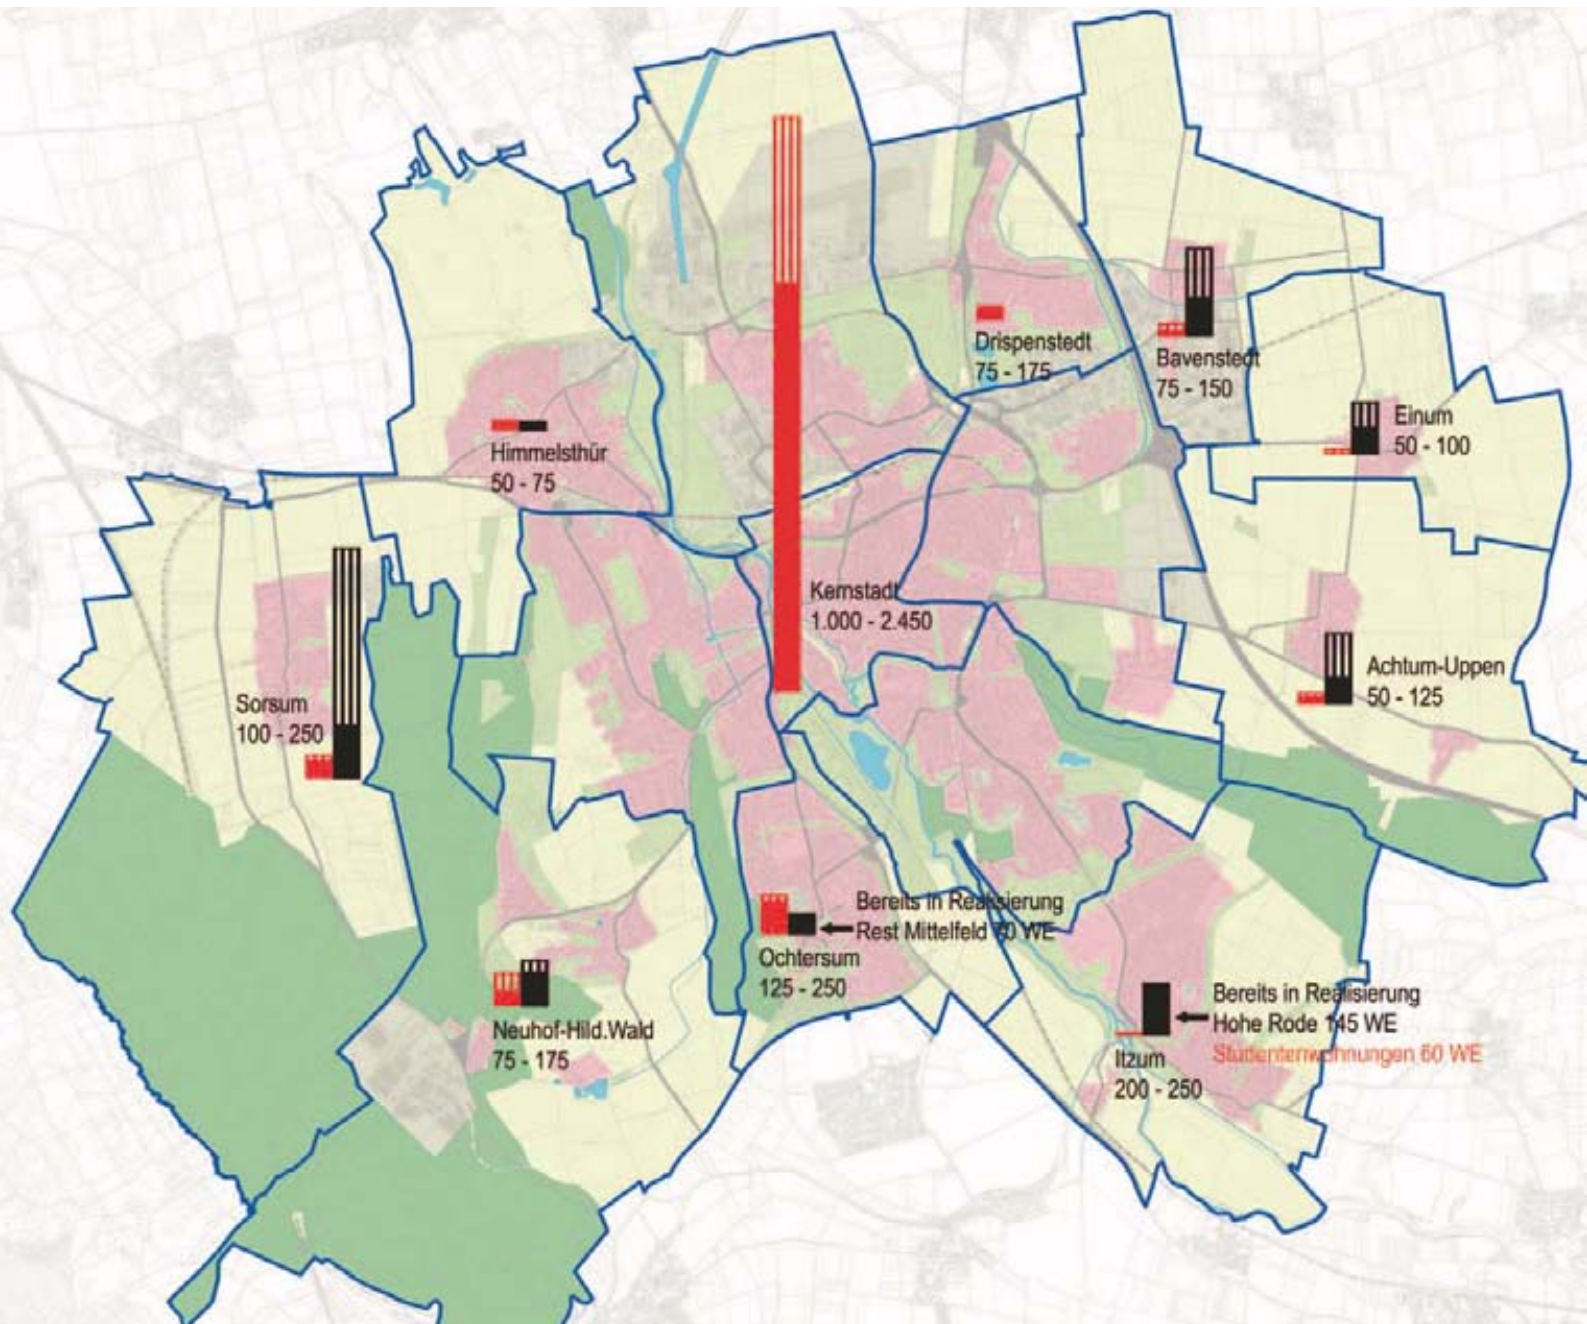 Drispenstedt
75 - 175
Bavenstedt
75 - 150
Einum
50 - 100
Himmelsthür
50 - 75
Kernstadt
1.000 - 2.450
Achtum-Uppen
50 - 125
Sorsum
100 - 250
Bereits in Realisierung
Rest Mittelfeld 70 WE
Ochtersum
125 - 250
Neuhof-Hild.Wald
75 - 175
Bereits in Realisierung
Hohe Rode 145 WE
Studentenwohnungen 60 WE
Itzum
200 - 250